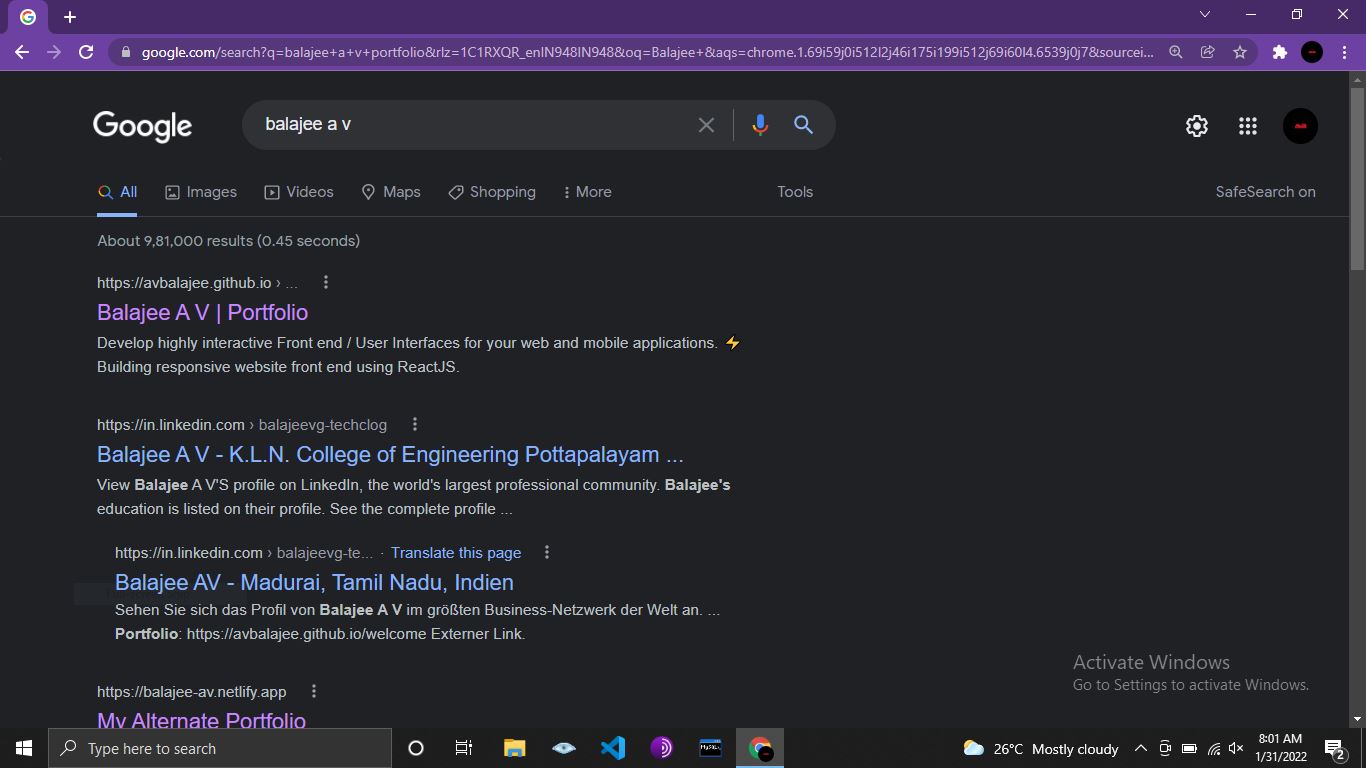 google.com/search?q=balajee+a+v+portfolio&rlz=1C1RXQR_enIN948IN948&oq=Balajee+&aqs=chrome.1.69i59j0i512l2j46i175i199i512j69i60l4.6539j0j7&sourcei...
Google
balajee a v
All Images Videos Maps Shopping More Tools SafeSearch on
About 9,81,000 results (0.45 seconds)
https://avbalajee.github.io › ...
Balajee A V | Portfolio
Develop highly interactive Front end / User Interfaces for your web and mobile applications. ⚡
Building responsive website front end using ReactJS.
https://in.linkedin.com › balajeevg-techclog
Balajee A V - K.L.N. College of Engineering Pottapalayam ...
View Balajee A V'S profile on LinkedIn, the world's largest professional community. Balajee's
education is listed on their profile. See the complete profile ...
https://in.linkedin.com › balajeevg-te... · Translate this page
Balajee AV - Madurai, Tamil Nadu, Indien
Sehen Sie sich das Profil von Balajee A V im größten Business-Netzwerk der Welt an. ...
Portfolio: https://avbalajee.github.io/welcome Externer Link.
https://balajee-av.netlify.app
My Alternate Portfolio
Activate Windows
Go to Settings to activate Windows.
Type here to search
MySQL
26°C Mostly cloudy
8:01 AM
1/31/2022
2